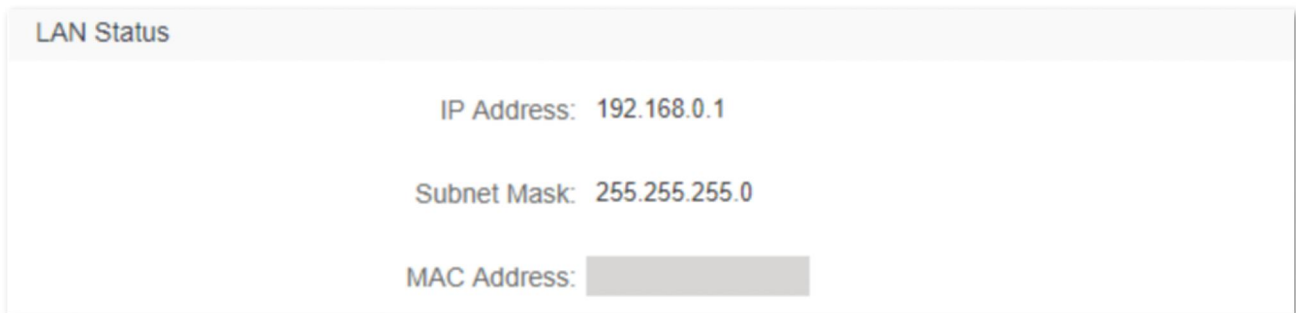 LAN Status
IP Address: 192.168.0.1
Subnet Mask: 255.255.255.0
MAC Address: